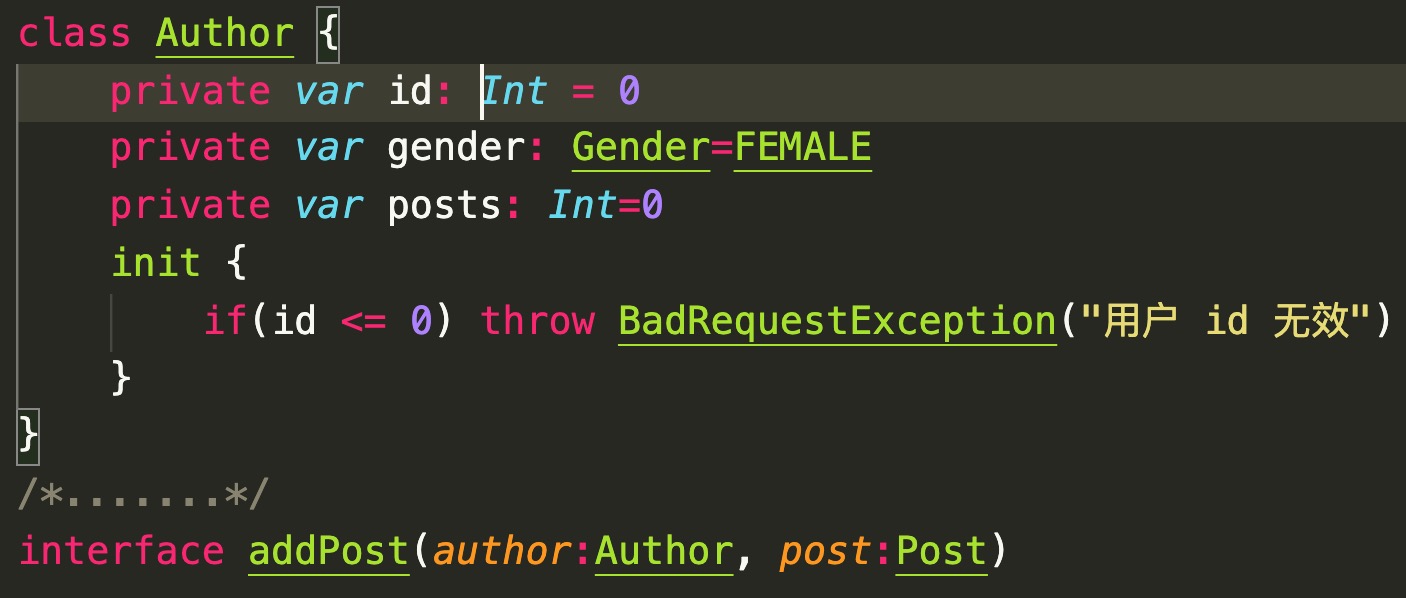 class Author {
    private var id: Int = 0
    private var gender: Gender=FEMALE
    private var posts: Int=0
    init {
        if(id <= 0) throw BadRequestException("用户 id 无效")
    }
}
/*.......*/
interface addPost(author:Author, post:Post)